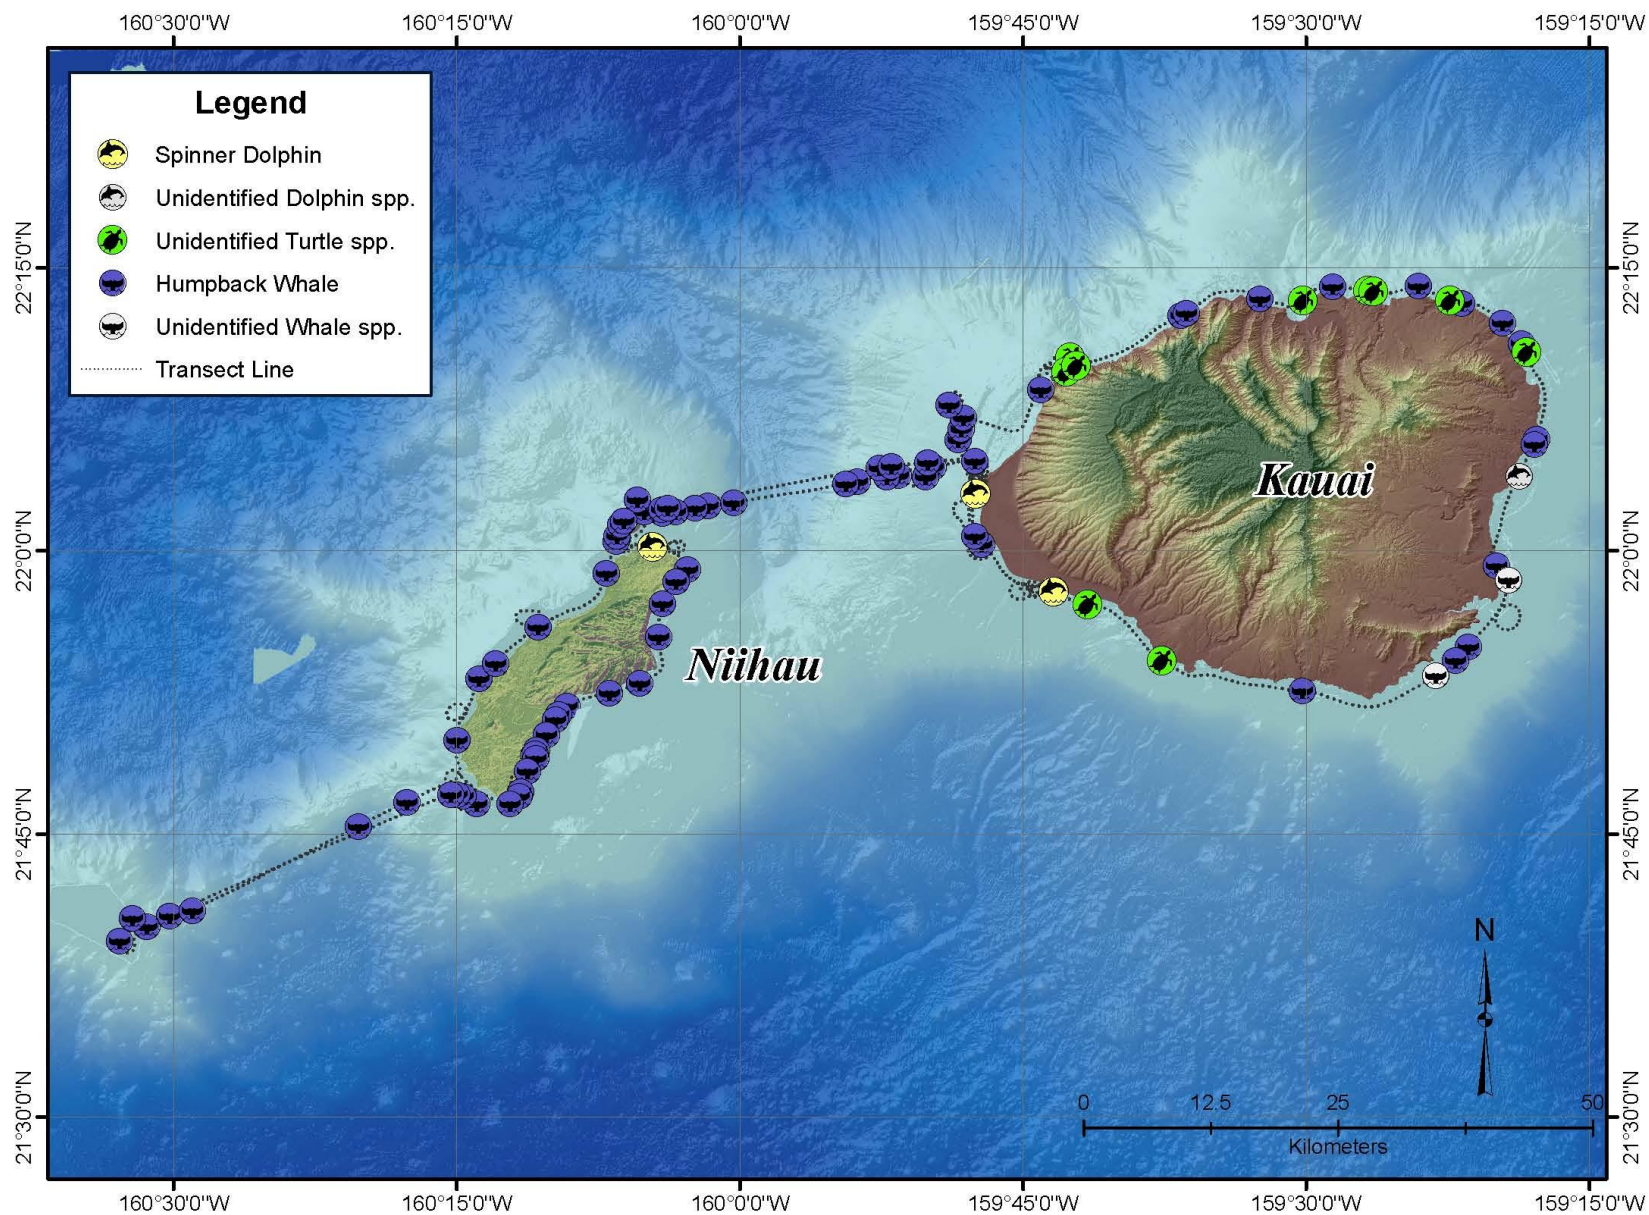 160°30'0"W 160°15'0"W 160°0'0"W 159°45'0"W 159°30'0"W 159°15'0"W
Legend
Spinner Dolphin
Unidentified Dolphin spp.
Unidentified Turtle spp.
Humpback Whale
Unidentified Whale spp.
Transect Line
22°15'0"N 22°15'0"N
Kauai
22°0'0"N 22°0'0"N
Niihau
21°45'0"N 21°45'0"N
N
21°30'0"N 21°30'0"N
0 12.5 25 50
Kilometers
160°30'0"W 160°15'0"W 160°0'0"W 159°45'0"W 159°30'0"W 159°15'0"W